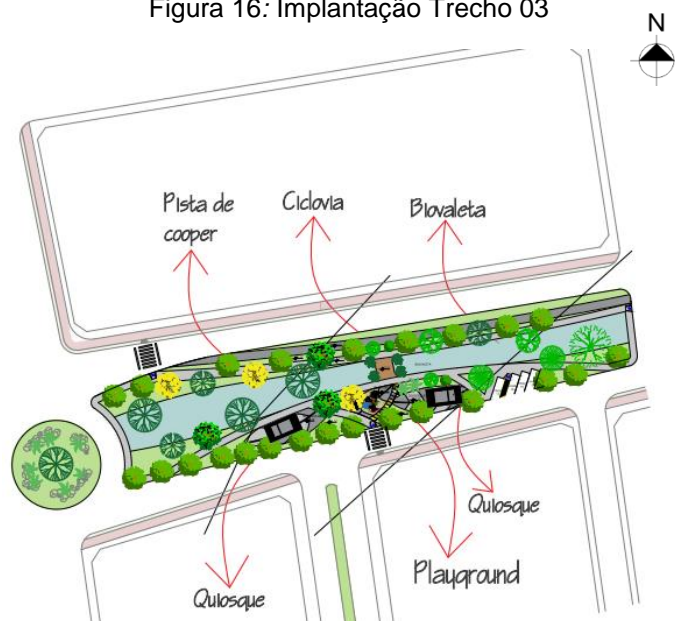 Figura 16: Implantação Trecho 03
N
Pista de
cooper
Ciclovia
Biovaleta
Quiosque
Playground
Quiosque